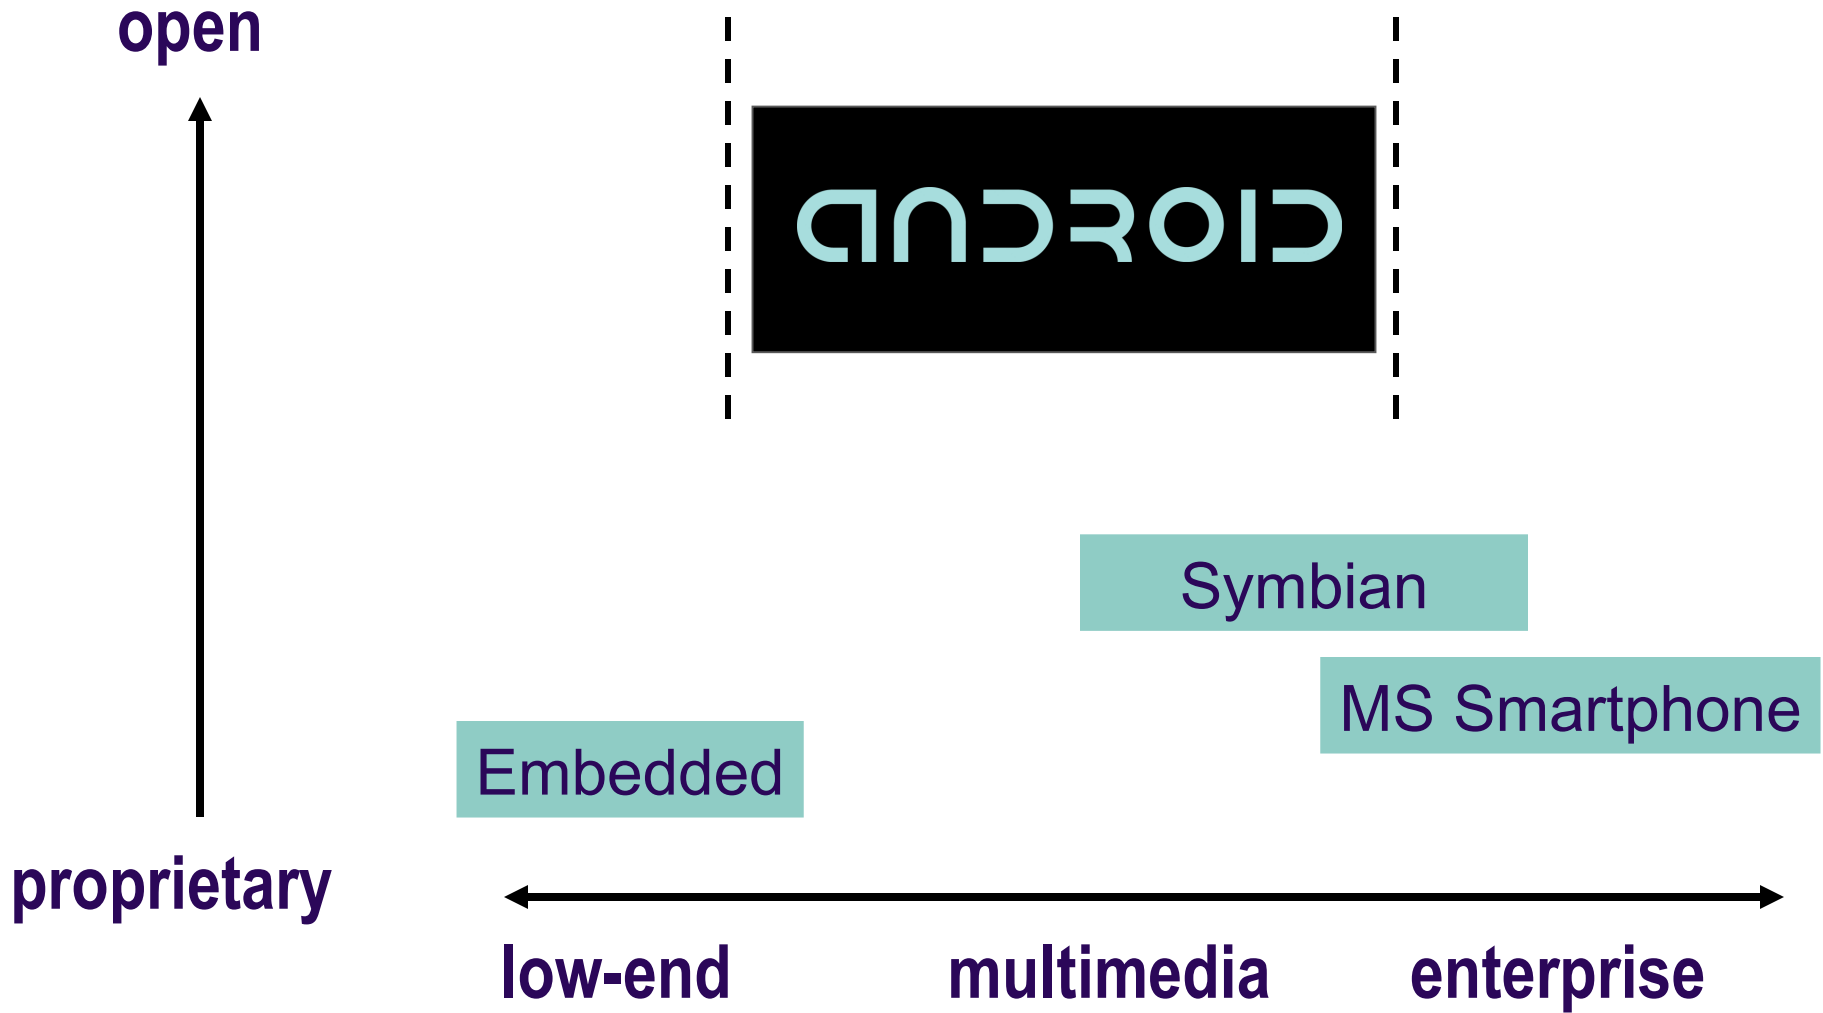 open
ANDROID
Symbian
MS Smartphone
Embedded
proprietary
low-end multimedia enterprise